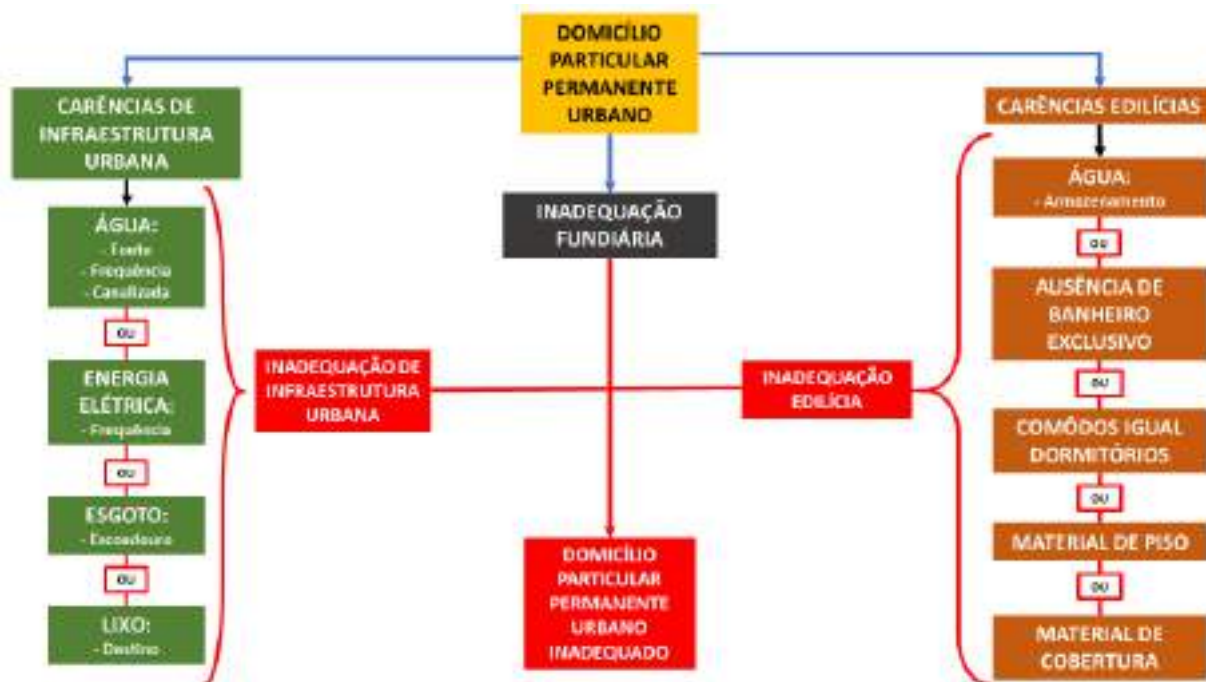 DOMICÍLIO
PARTICULAR
PERMANENTE
URBANO
CARÊNCIAS DE
INFRAESTRUTURA
URBANA
ÁGUA:
- Fonte
- Frequência
- Canalizada
OU
ENERGIA
ELÉTRICA:
- Frequência
OU
ESGOTO:
- Escoadouro
OU
LIXO:
- Destino
INADEQUAÇÃO DE
INFRAESTRUTURA
URBANA
INADEQUAÇÃO
FUNDIÁRIA
DOMICÍLIO
PARTICULAR
PERMANENTE
URBANO
INADEQUADO
INADEQUAÇÃO
EDILÍCIA
CARÊNCIAS EDILÍCIAS
ÁGUA:
- Armazenamento
OU
AUSÊNCIA DE
BANHEIRO
EXCLUSIVO
OU
COMÔDOS IGUAL
DORMITÓRIOS
OU
MATERIAL DE PISO
OU
MATERIAL DE
COBERTURA